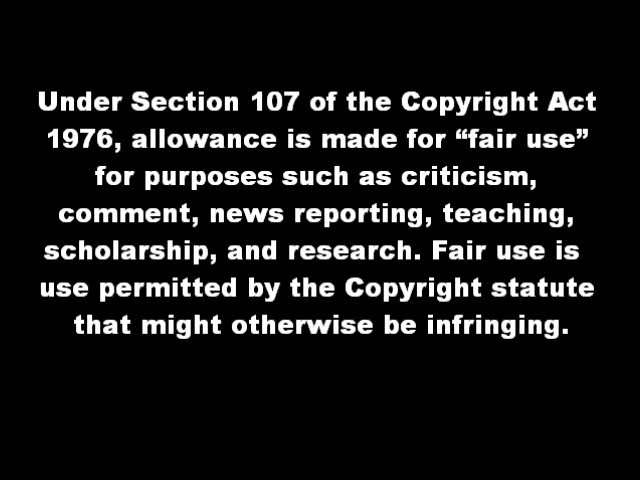 Under Section 107 of the Copyright Act
1976, allowance is made for “fair use”
for purposes such as criticism,
comment, news reporting, teaching,
scholarship, and research. Fair use is
use permitted by the Copyright statute
that might otherwise be infringing.